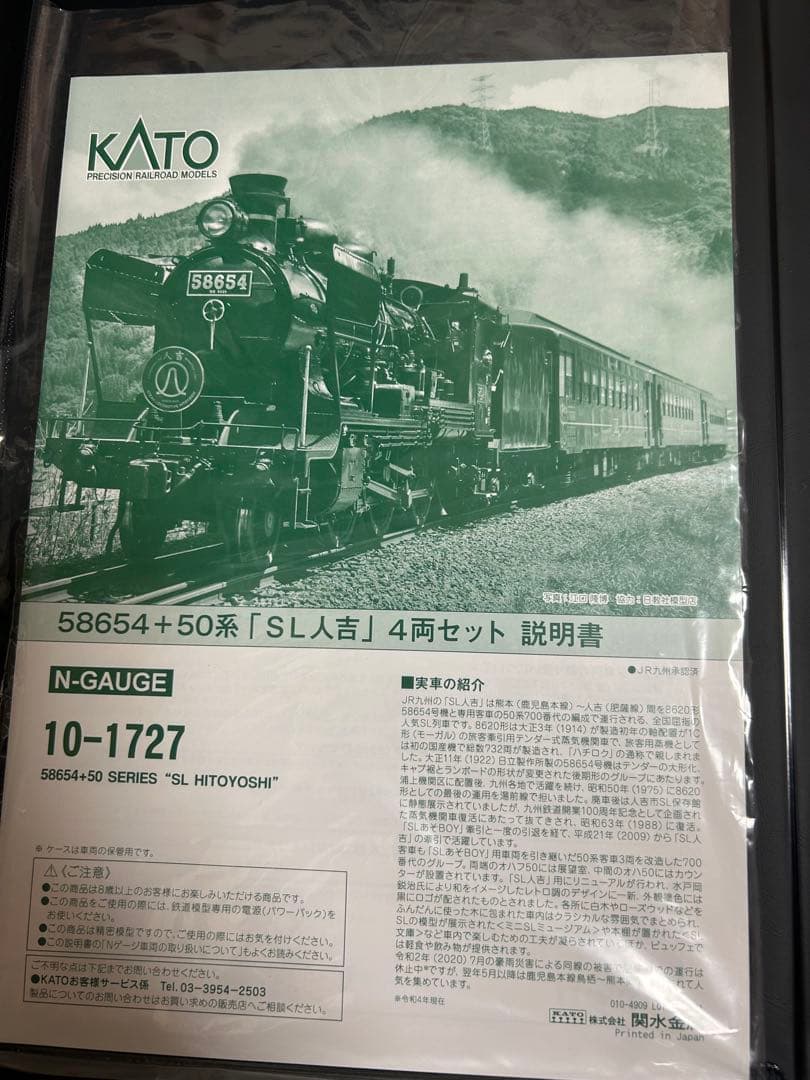 KATO
PRECISION RAILROAD MODELS
58654
人吉
写真：江口 隆博 協力：日教社模型店
58654+50系「SL人吉」4両セット 説明書
●JR九州承認済
N-GAUGE
10-1727
58654+50 SERIES “SL HITOYOSHI”
※ ケースは車両の保管用です。
⚠〈ご注意〉
●この商品は8歳以上のお客様にお楽しみいただける商品です。
●この商品をご使用の際には、鉄道模型専用の電源（パワーパック）を
お使いください。
●この商品は精密模型ですので、ご使用の際にはお気を付けください。
●この説明書の「Nゲージ車両の取り扱いについて」もよくお読みください。
ご不明な点は下記までお問い合わせください。
●KATOお客様サービス係 Tel. 03-3954-2503
製品についてのお問い合わせはお買い求めの販売店へご相談ください。
■実車の紹介
JR九州の「SL人吉」は熊本（鹿児島本線）～人吉（肥薩線）間を8620形
58654号機と専用客車の50系700番代の編成で運行される、全国屈指の
人気SL列車です。8620形は大正3年（1914）が製造初年の軸配置が1C
形（モーガル）の旅客牽引用テンダー式蒸気機関車で、旅客用蒸機として
は初の国産機で総数732両が製造され、「ハチロク」の通称で親しまれま
した。大正11年（1922）日立製作所製の58654号機はテンダーの大形化、
キャブ裾とランボードの形状が変更された後期形のグループにあたります。
浦上機関区に配置後、九州各地で活躍を続け、昭和50年（1975）に8620
形としての最後の運用を湯前線で担いました。廃車後は人吉市SL保存館
に静態展示されていましたが、九州鉄道開業100周年記念として企画され
た蒸気機関車復活にあたって抜てきされ、昭和63年（1988）に復活。
「SLあそBOY」牽引と一度の引退を経て、平成21年（2009）から「SL人
吉」の牽引で活躍しています。
客車も「SLあそBOY」用車両を引き継いだ50系客車3両を改造した700
番代のグループ。両端のオハフ50には展望室、中間のオハ50にはカウン
ターが設置されています。「SL人吉」用にリニューアルが行われ、水戸岡
鋭治氏により和をイメージしたレトロ調のデザインに一新、外観塗色には
黒にロゴが配されたものとされました。各所に白木やローズウッドなどを
ふんだんに使った木に包まれた車内はクラシカルな雰囲気でまとめられ、
SLの模型が展示された＜ミニSLミュージアム＞や本棚が置かれた＜SL
文庫＞など車内で楽しむための工夫が凝らされているほか、ビュッフェで
は軽食や飲み物が提供されます。
令和2年（2020）7月の豪雨災害による同線の被害で 運行は
休止中*ですが、翌年5月以降は鹿児島本線鳥栖～熊本 れて人
気を集めています。
※令和4年現在
010-4909
KATO 株式会社 関水金
Printed in Japan